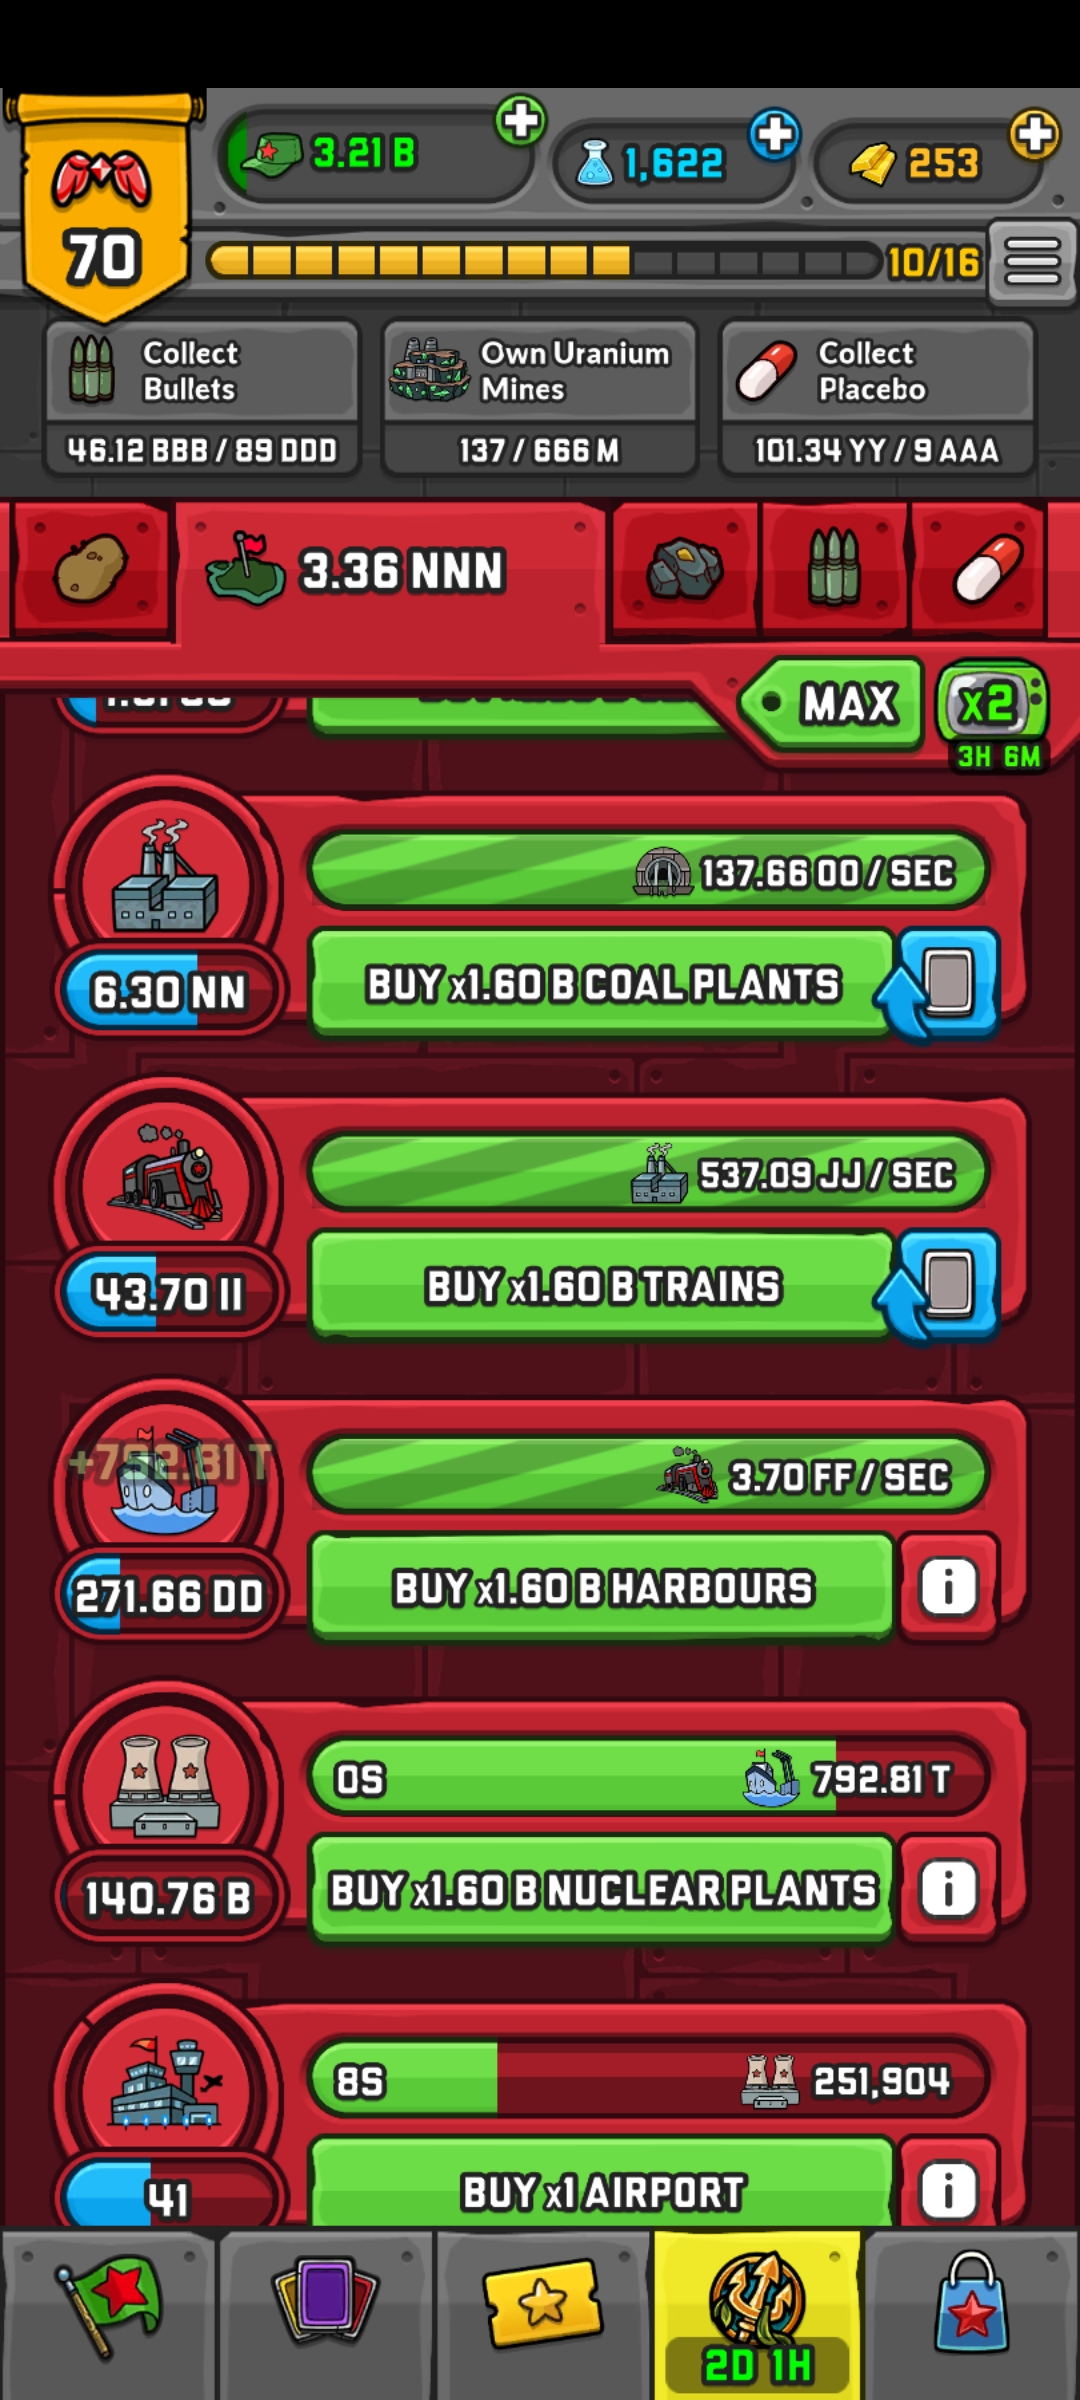 3.21 B
1,622
253
70
10/16
Collect
Bullets
46.12 BBB / 89 DDD
Own Uranium
Mines
137 / 666 M
Collect
Placebo
101.34 YY / 9 AAA
3.36 NNN
MAX
x2
3H 6M
137.66 OO / SEC
6.30 NN
BUY x1.60 B COAL PLANTS
537.09 JJ / SEC
43.70 II
BUY x1.60 B TRAINS
+792.81 T
3.70 FF / SEC
271.66 DD
BUY x1.60 B HARBOURS
0S
792.81 T
140.76 B
BUY x1.60 B NUCLEAR PLANTS
8S
251,904
41
BUY x1 AIRPORT
2D 1H